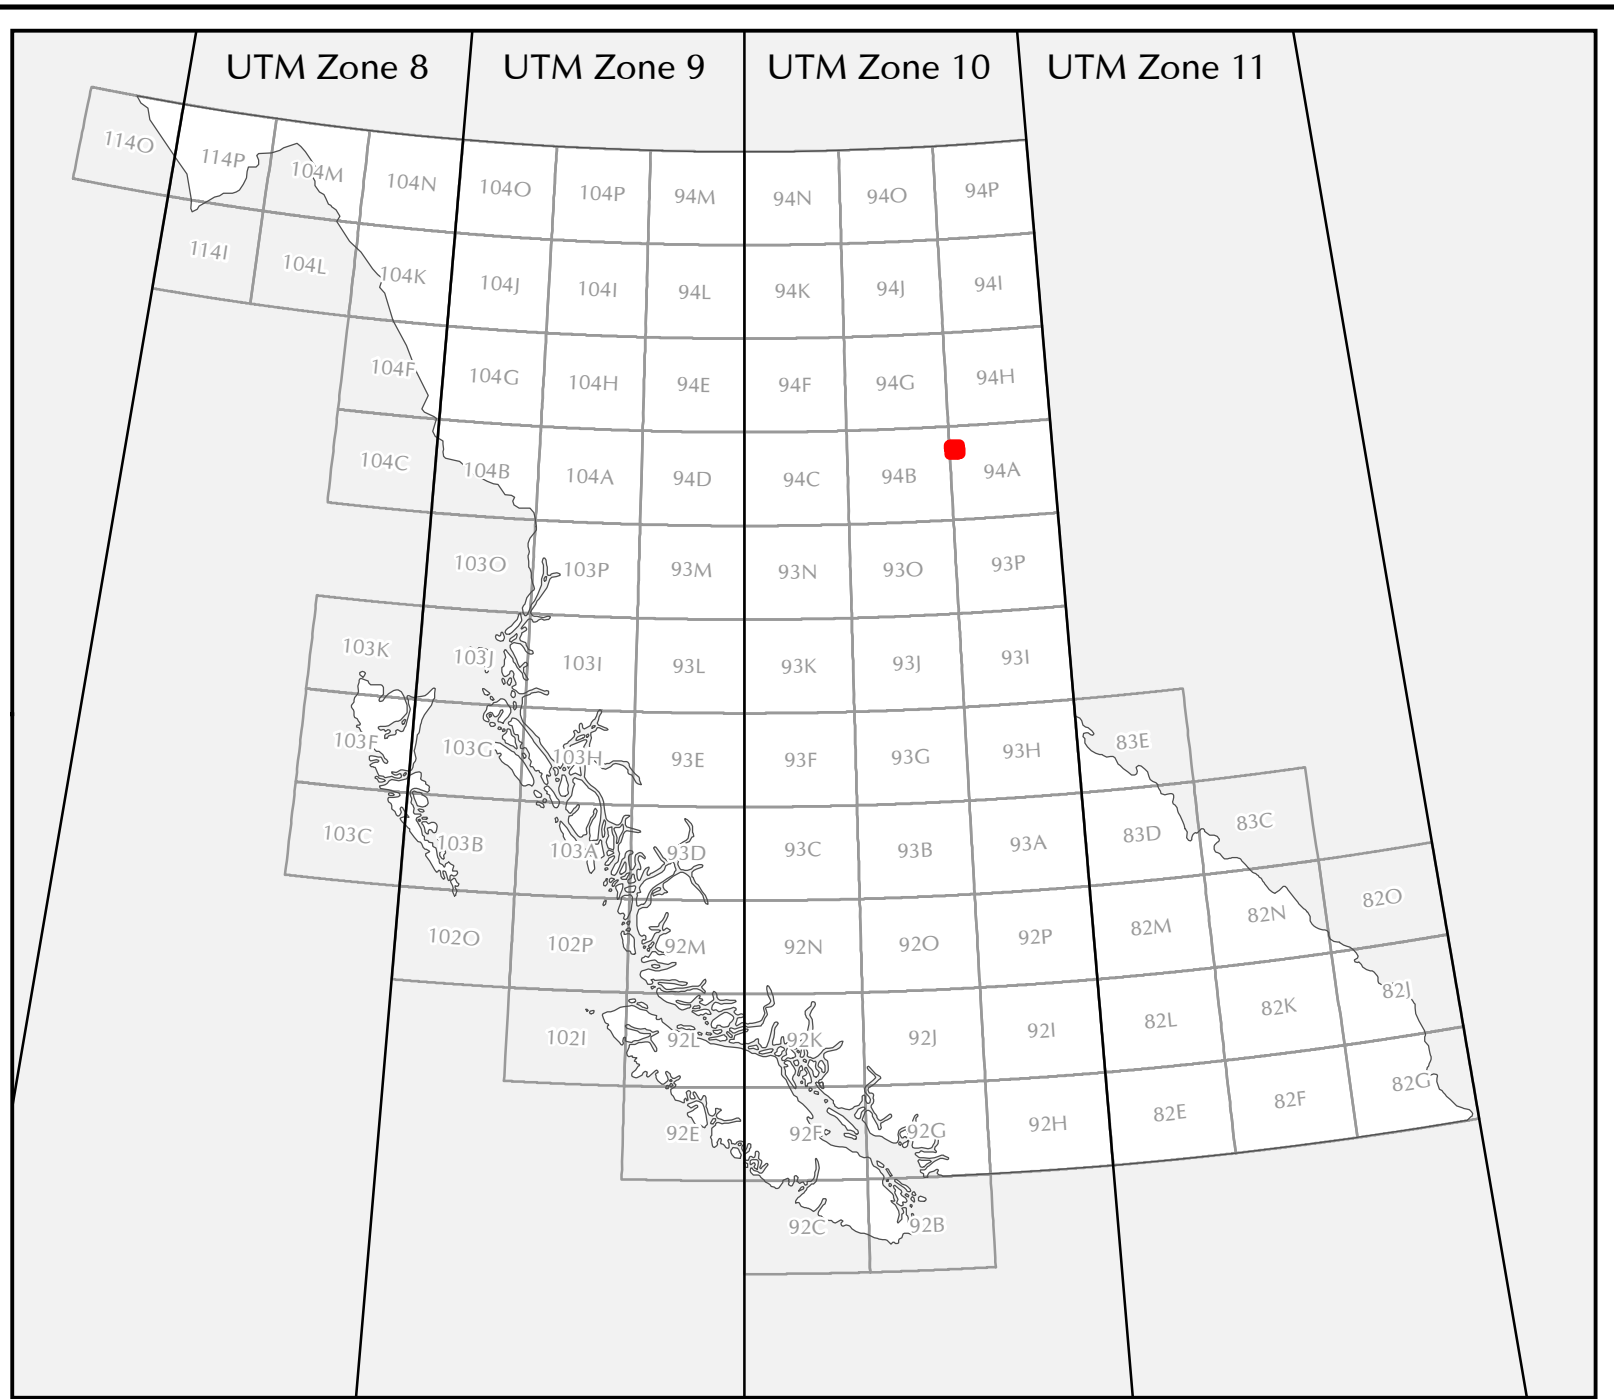 UTM Zone 8 UTM Zone 9 UTM Zone 10 UTM Zone 11
114O 114P 104M 104N 104O 104P 94M 94N 94O 94P
114I 104L 104K 104J 104I 94L 94K 94J 94I
104F 104G 104H 94E 94F 94G 94H
104C 104B 104A 94D 94C 94B 94A
103O 103P 93M 93N 93O 93P
103K 103J 103I 93L 93K 93J 93I
103F 103G 103H 93E 93F 93G 93H 83E
103C 103B 103A 93D 93C 93B 93A 83D 83C
102O 102P 92M 92N 92O 92P 82M 82N 82O
102I 92L 92K 92J 92I 82L 82K 82J
92E 92F 92G 92H 82E 82F 82G
92C 92B